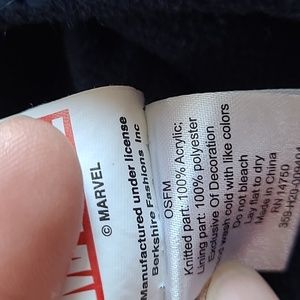 © MARVEL
Manufactured under license
Berkshire Fashions Inc
OSFM
Knitted part: 100% Acrylic;
Lining part: 100% polyester
Exclusive Of Decoration
wash cold with like colors
Do not bleach
Lay flat to dry
Made in China
RN 14750